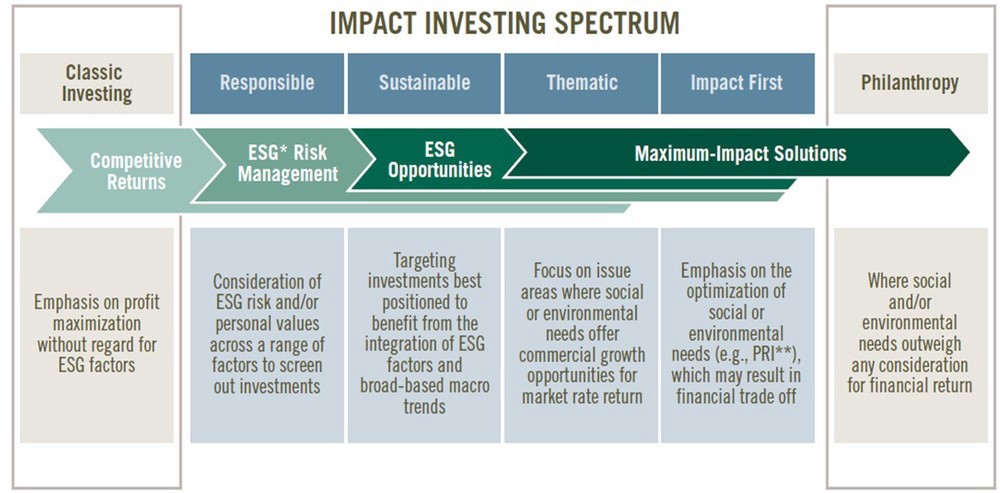 IMPACT INVESTING SPECTRUM
Classic
Investing
Responsible
Sustainable
Thematic
Impact First
Philanthropy
Competitive
Returns
ESG* Risk
Management
ESG
Opportunities
Maximum-Impact Solutions
Emphasis on profit
maximization
without regard for
ESG factors
Consideration of
ESG risk and/or
personal values
across a range of
factors to screen
out investments
Targeting
investments best
positioned to
benefit from the
integration of ESG
factors and
broad-based macro
trends
Focus on issue
areas where social
or environmental
needs offer
commercial growth
opportunities for
market rate return
Emphasis on the
optimization of
social or
environmental
needs (e.g., PRI**),
which may result in
financial trade off
Where social
and/or
environmental
needs outweigh
any consideration
for financial return